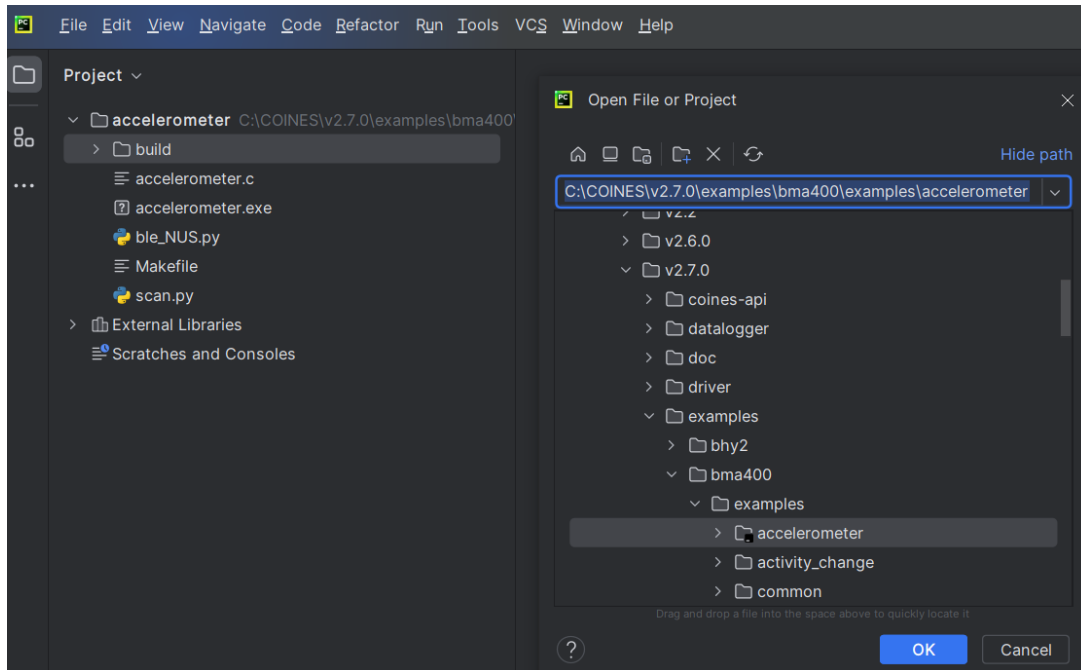 PC File Edit View Navigate Code Refactor Run Tools VCS Window Help
Project
accelerometer C:\COINES\v2.7.0\examples\bma400'
build
accelerometer.c
accelerometer.exe
ble_NUS.py
Makefile
scan.py
External Libraries
Scratches and Consoles
PC Open File or Project
Hide path
C:\COINES\v2.7.0\examples\bma400\examples\accelerometer
v2.2
v2.6.0
v2.7.0
coines-api
datalogger
doc
driver
examples
bhy2
bma400
examples
accelerometer
activity_change
common
Drag and drop a file into the space above to quickly locate it
? OK Cancel